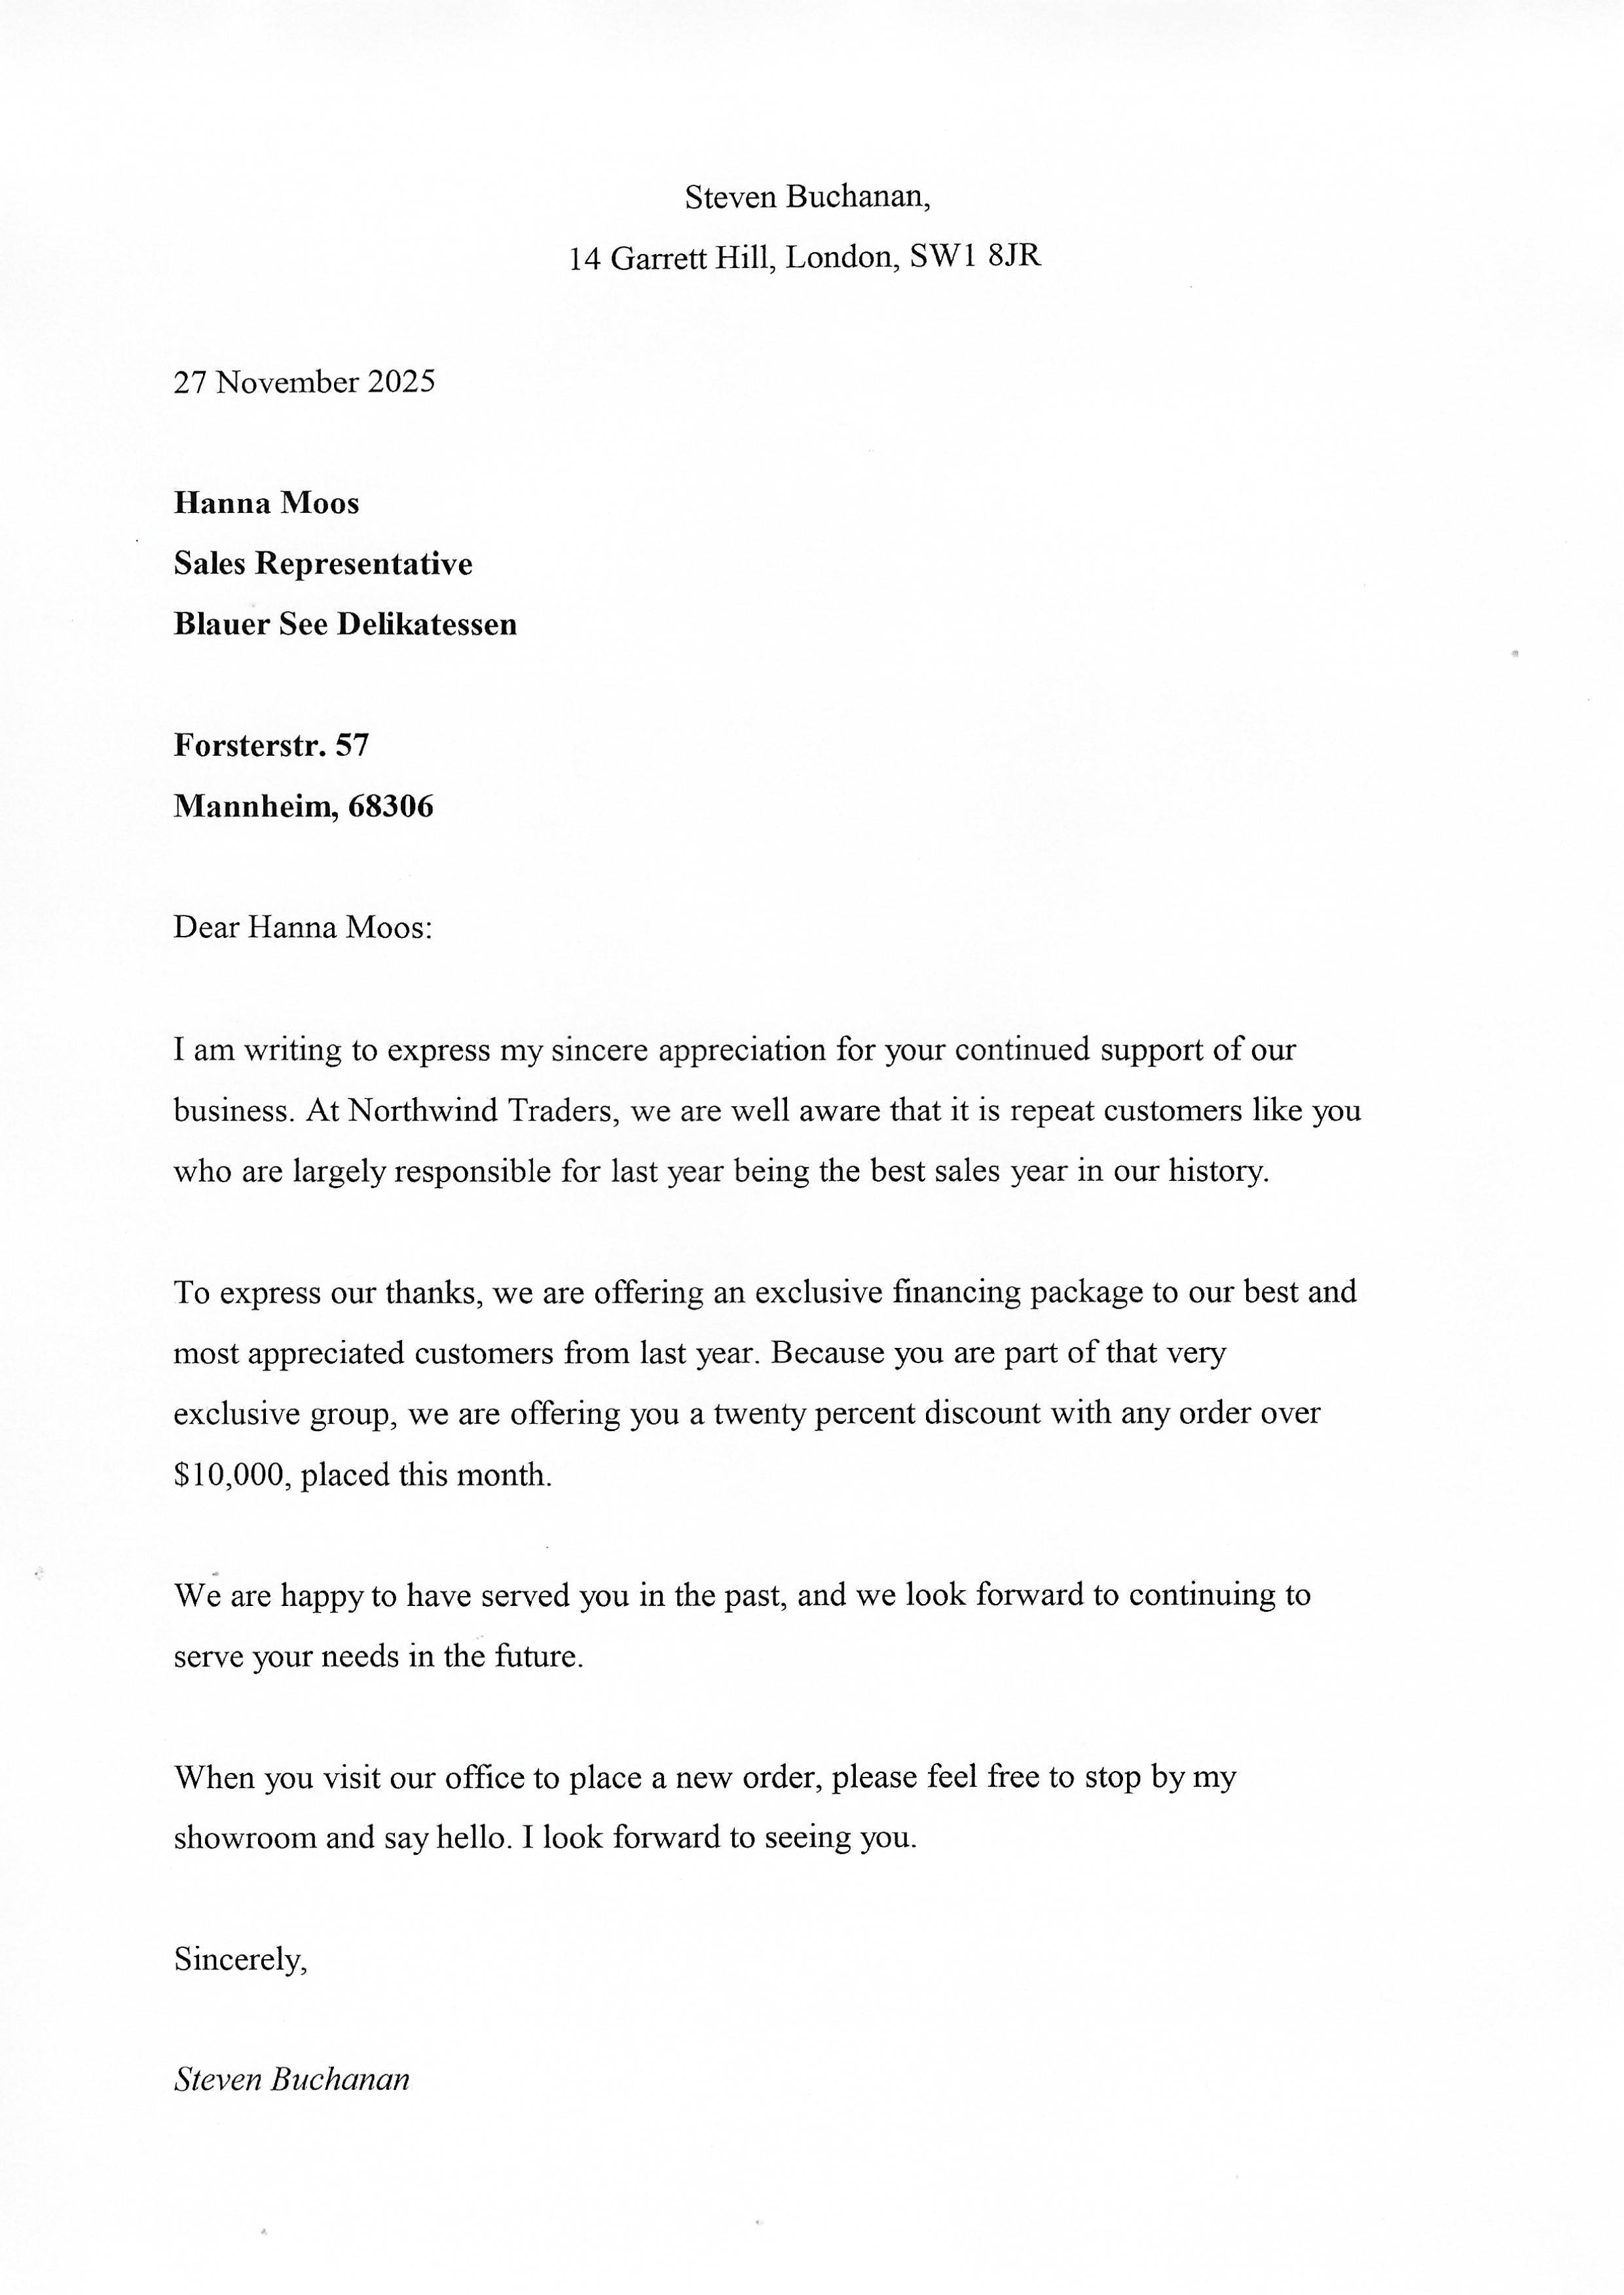 Steven Buchanan,
14 Garrett Hill, London, SW1 8JR
27 November 2025
Hanna Moos
Sales Representative
Blauer See Delikatessen
Forsterstr. 57
Mannheim, 68306
Dear Hanna Moos:
I am writing to express my sincere appreciation for your continued support of our
business. At Northwind Traders, we are well aware that it is repeat customers like you
who are largely responsible for last year being the best sales year in our history.
To express our thanks, we are offering an exclusive financing package to our best and
most appreciated customers from last year. Because you are part of that very
exclusive group, we are offering you a twenty percent discount with any order over
$10,000, placed this month.
We are happy to have served you in the past, and we look forward to continuing to
serve your needs in the future.
When you visit our office to place a new order, please feel free to stop by my
showroom and say hello. I look forward to seeing you.
Sincerely,
Steven Buchanan